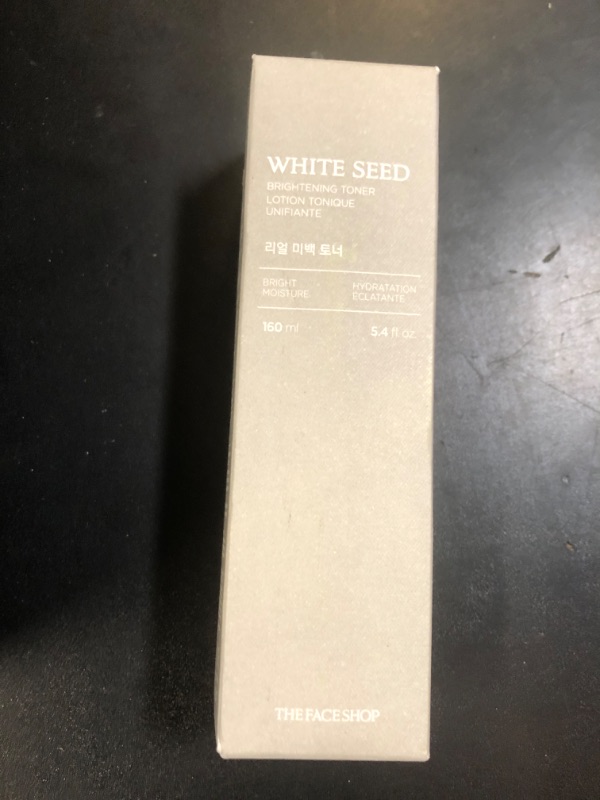 WHITE SEED
BRIGHTENING TONER
LOTION TONIQUE
UNIFIANTE
리얼 미백 토너
BRIGHT
MOISTURE
HYDRATATION
ÉCLATANTE
160 ml
5.4 fl oz.
THE FACE SHOP